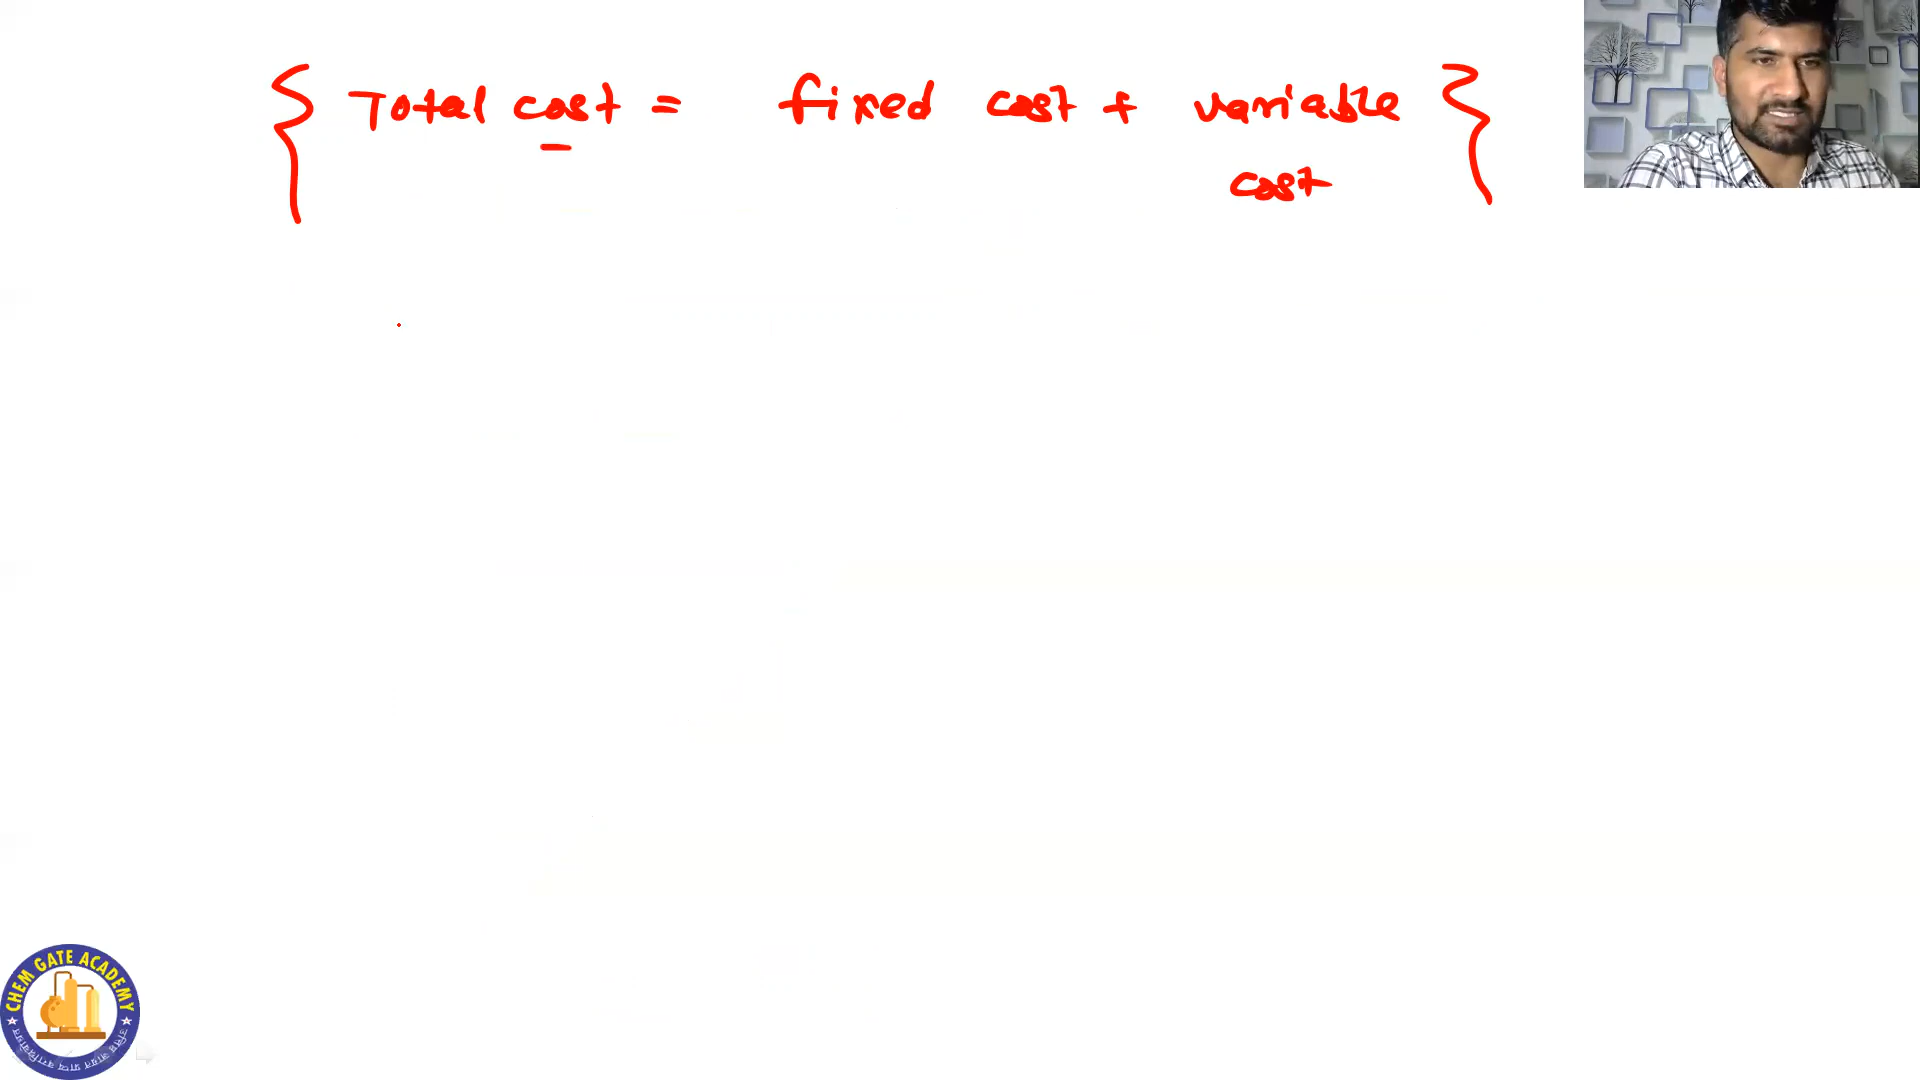 { Total cost = fixed cost + variable }
cost
CHEM GATE ACADEMY